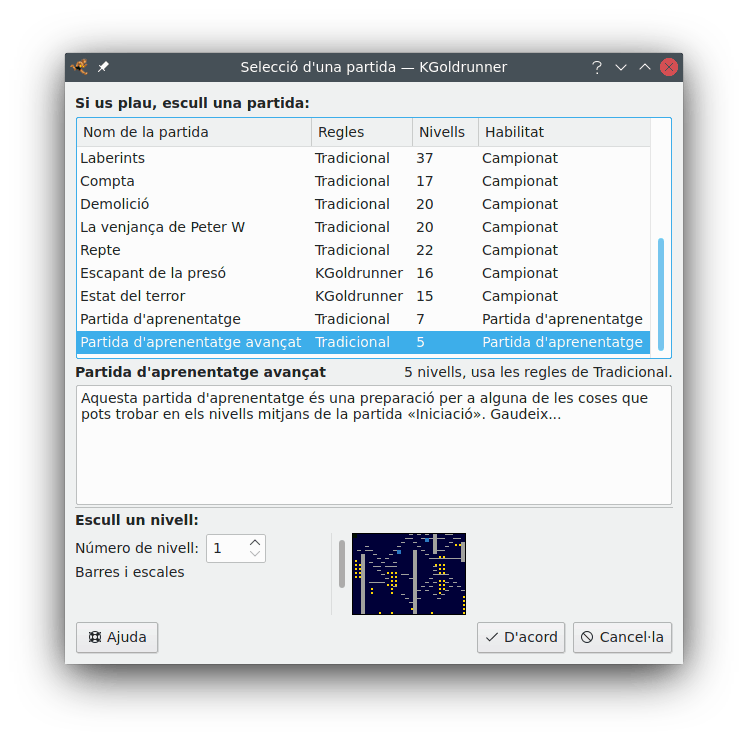 Selecció d'una partida — KGoldrunner
Si us plau, escull una partida:
Nom de la partida Regles Nivells Habilitat
Laberints Tradicional 37 Campionat
Compta Tradicional 17 Campionat
Demolició Tradicional 20 Campionat
La venjança de Peter W Tradicional 20 Campionat
Repte Tradicional 22 Campionat
Escapant de la presó KGoldrunner 16 Campionat
Estat del terror KGoldrunner 15 Campionat
Partida d'aprenentatge Tradicional 7 Partida d'aprenentatge
Partida d'aprenentatge avançat Tradicional 5 Partida d'aprenentatge
Partida d'aprenentatge avançat 5 nivells, usa les regles de Tradicional.
Aquesta partida d'aprenentatge és una preparació per a alguna de les coses que
pots trobar en els nivells mitjans de la partida «Iniciació». Gaudeix...
Escull un nivell:
Número de nivell: 1
Barres i escales
Ajuda D'acord Cancel·la